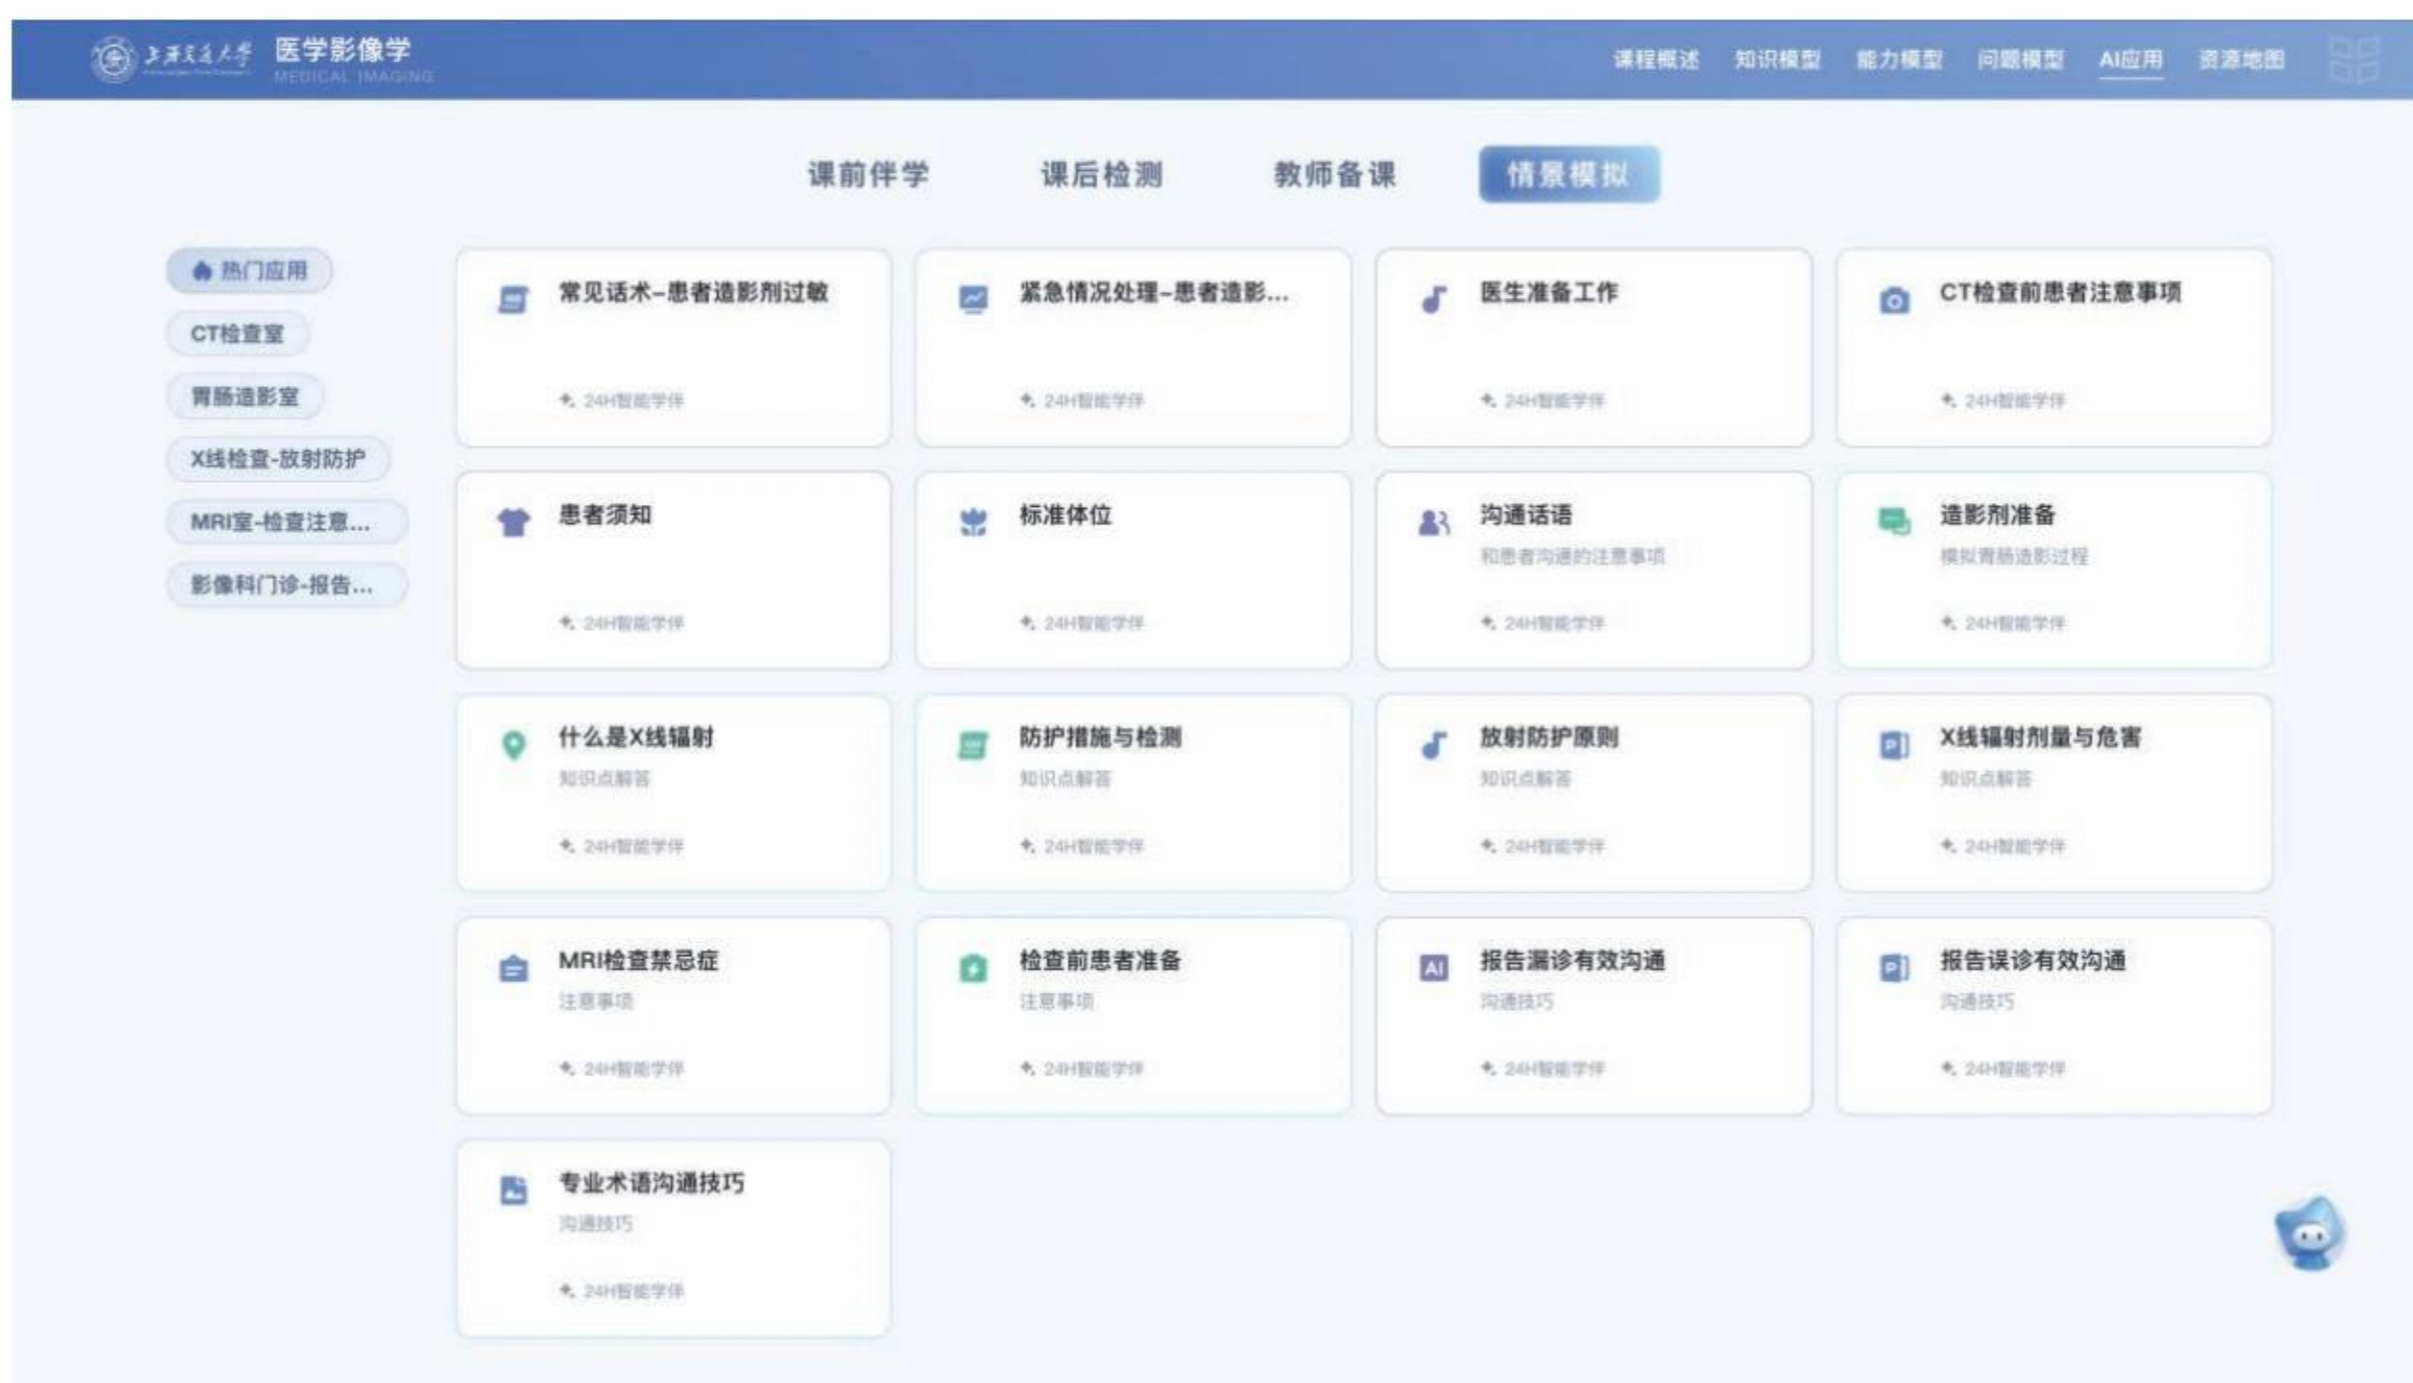 上海交通大学 医学影像学
MEDICAL IMAGING
课程概述 知识模型 能力模型 问题模型 AI应用 资源地图
课前伴学 课后检测 教师备课 情景模拟
热门应用
CT检查室
胃肠造影室
X线检查-放射防护
MRI室-检查注意...
影像科门诊-报告...
常见话术-患者造影剂过敏
24H智能学伴
紧急情况处理-患者造影...
24H智能学伴
医生准备工作
24H智能学伴
CT检查前患者注意事项
24H智能学伴
患者须知
24H智能学伴
标准体位
24H智能学伴
沟通话语
和患者沟通的注意事项
24H智能学伴
造影剂准备
模拟胃肠造影过程
24H智能学伴
什么是X线辐射
知识点解答
24H智能学伴
防护措施与检测
知识点解答
24H智能学伴
放射防护原则
知识点解答
24H智能学伴
X线辐射剂量与危害
知识点解答
24H智能学伴
MRI检查禁忌症
注意事项
24H智能学伴
检查前患者准备
注意事项
24H智能学伴
AI
报告漏诊有效沟通
沟通技巧
24H智能学伴
报告误诊有效沟通
沟通技巧
24H智能学伴
专业术语沟通技巧
沟通技巧
24H智能学伴